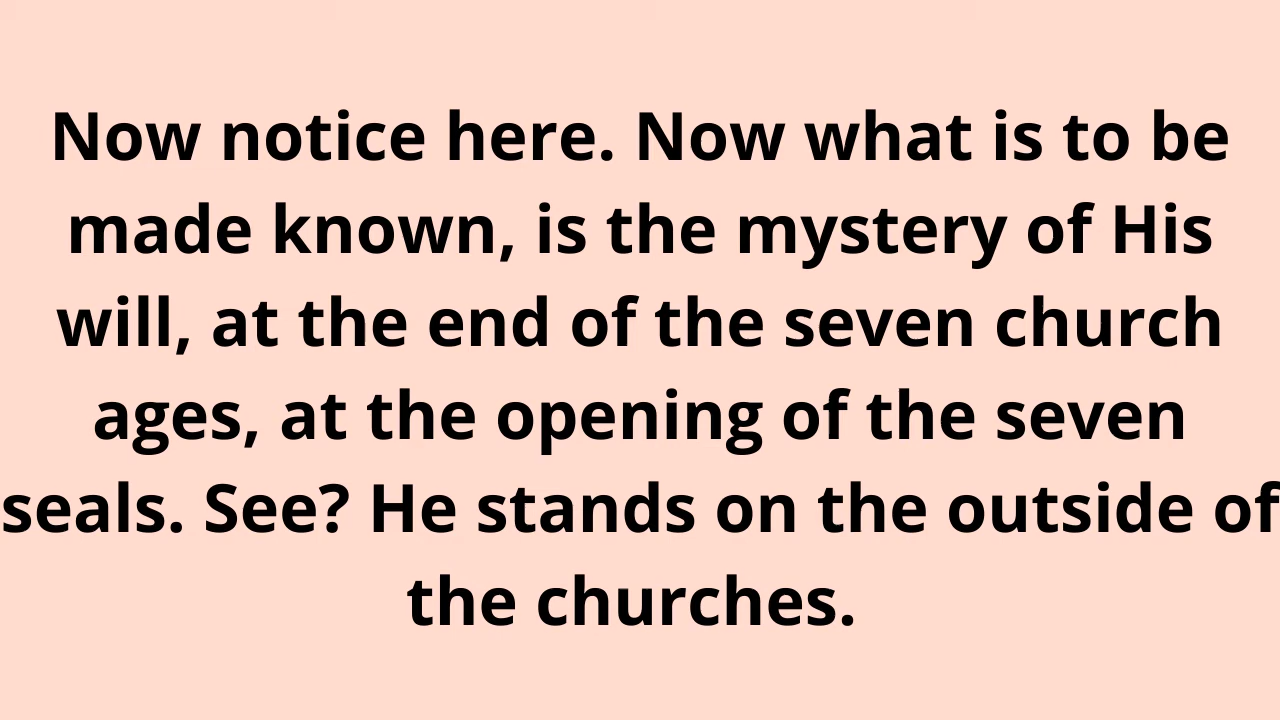 Now notice here. Now what is to be
made known, is the mystery of His
will, at the end of the seven church
ages, at the opening of the seven
seals. See? He stands on the outside of
the churches.